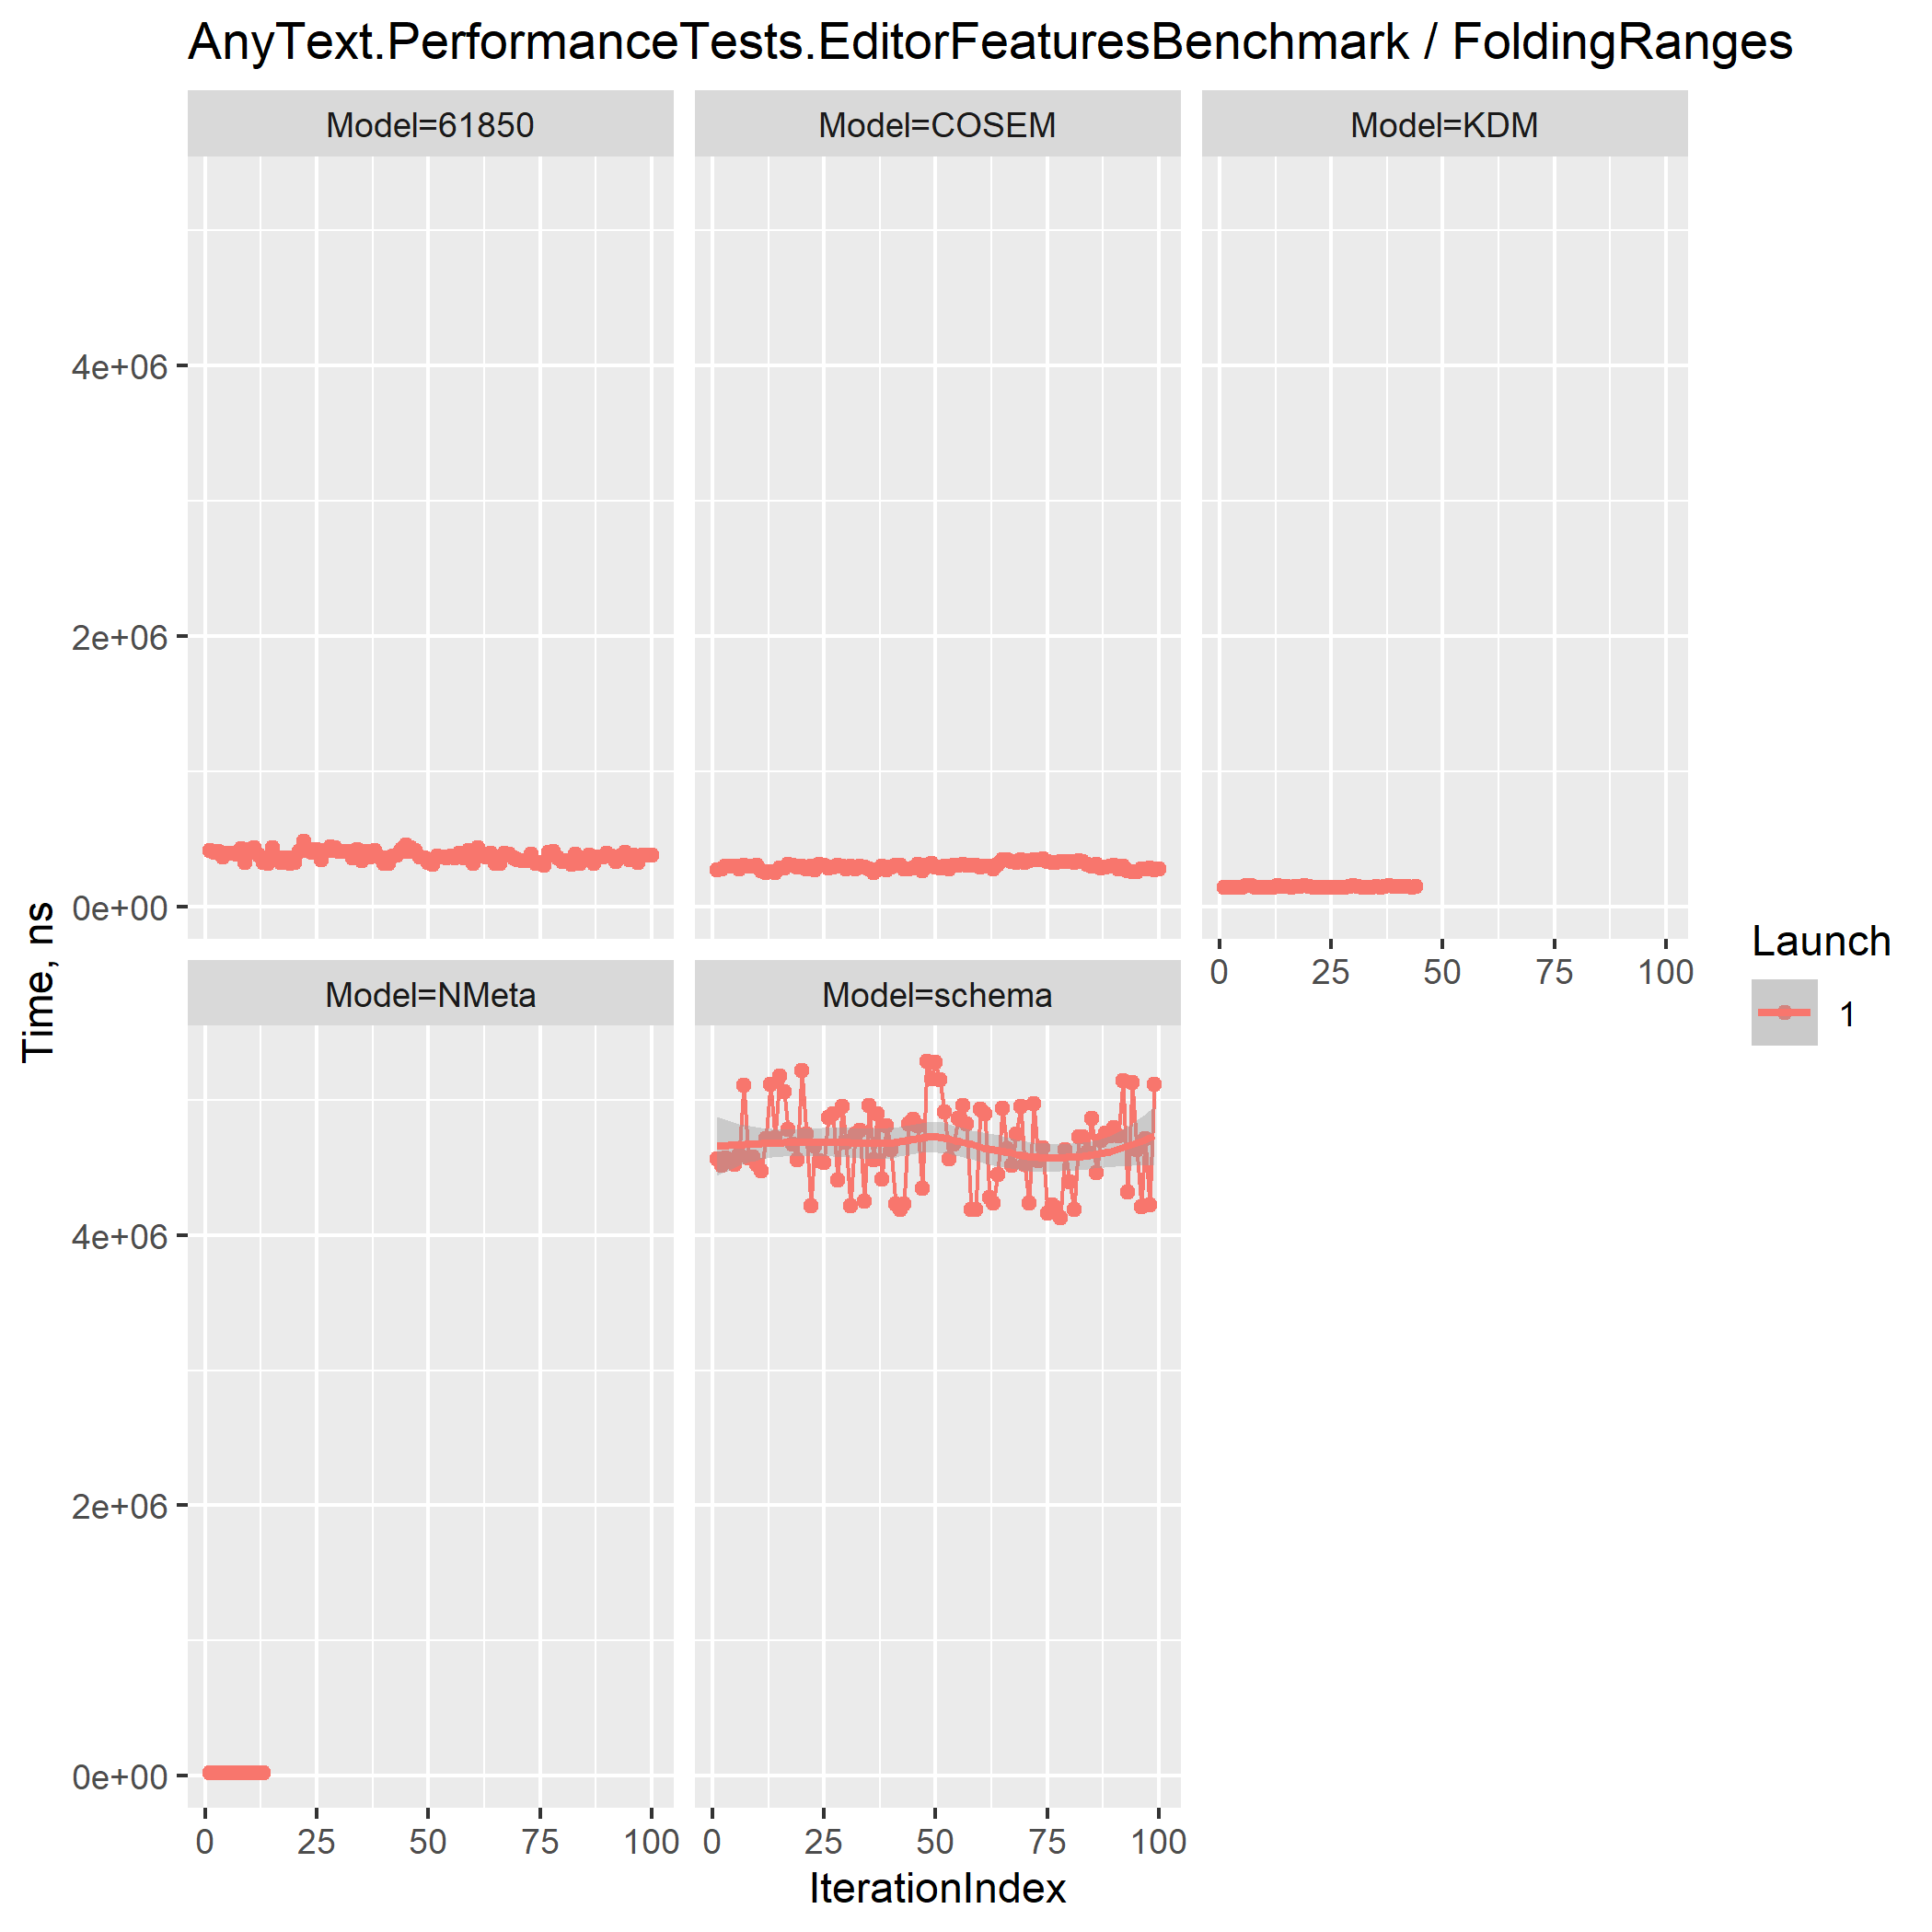 AnyText.PerformanceTests.EditorFeaturesBenchmark / FoldingRanges
Model=61850
Model=COSEM
Model=KDM
4e+06
2e+06
0e+00
0 25 50 75 100
Time, ns
Launch
1
Model=NMeta
Model=schema
4e+06
2e+06
0e+00
0 25 50 75 100
0 25 50 75 100
IterationIndex